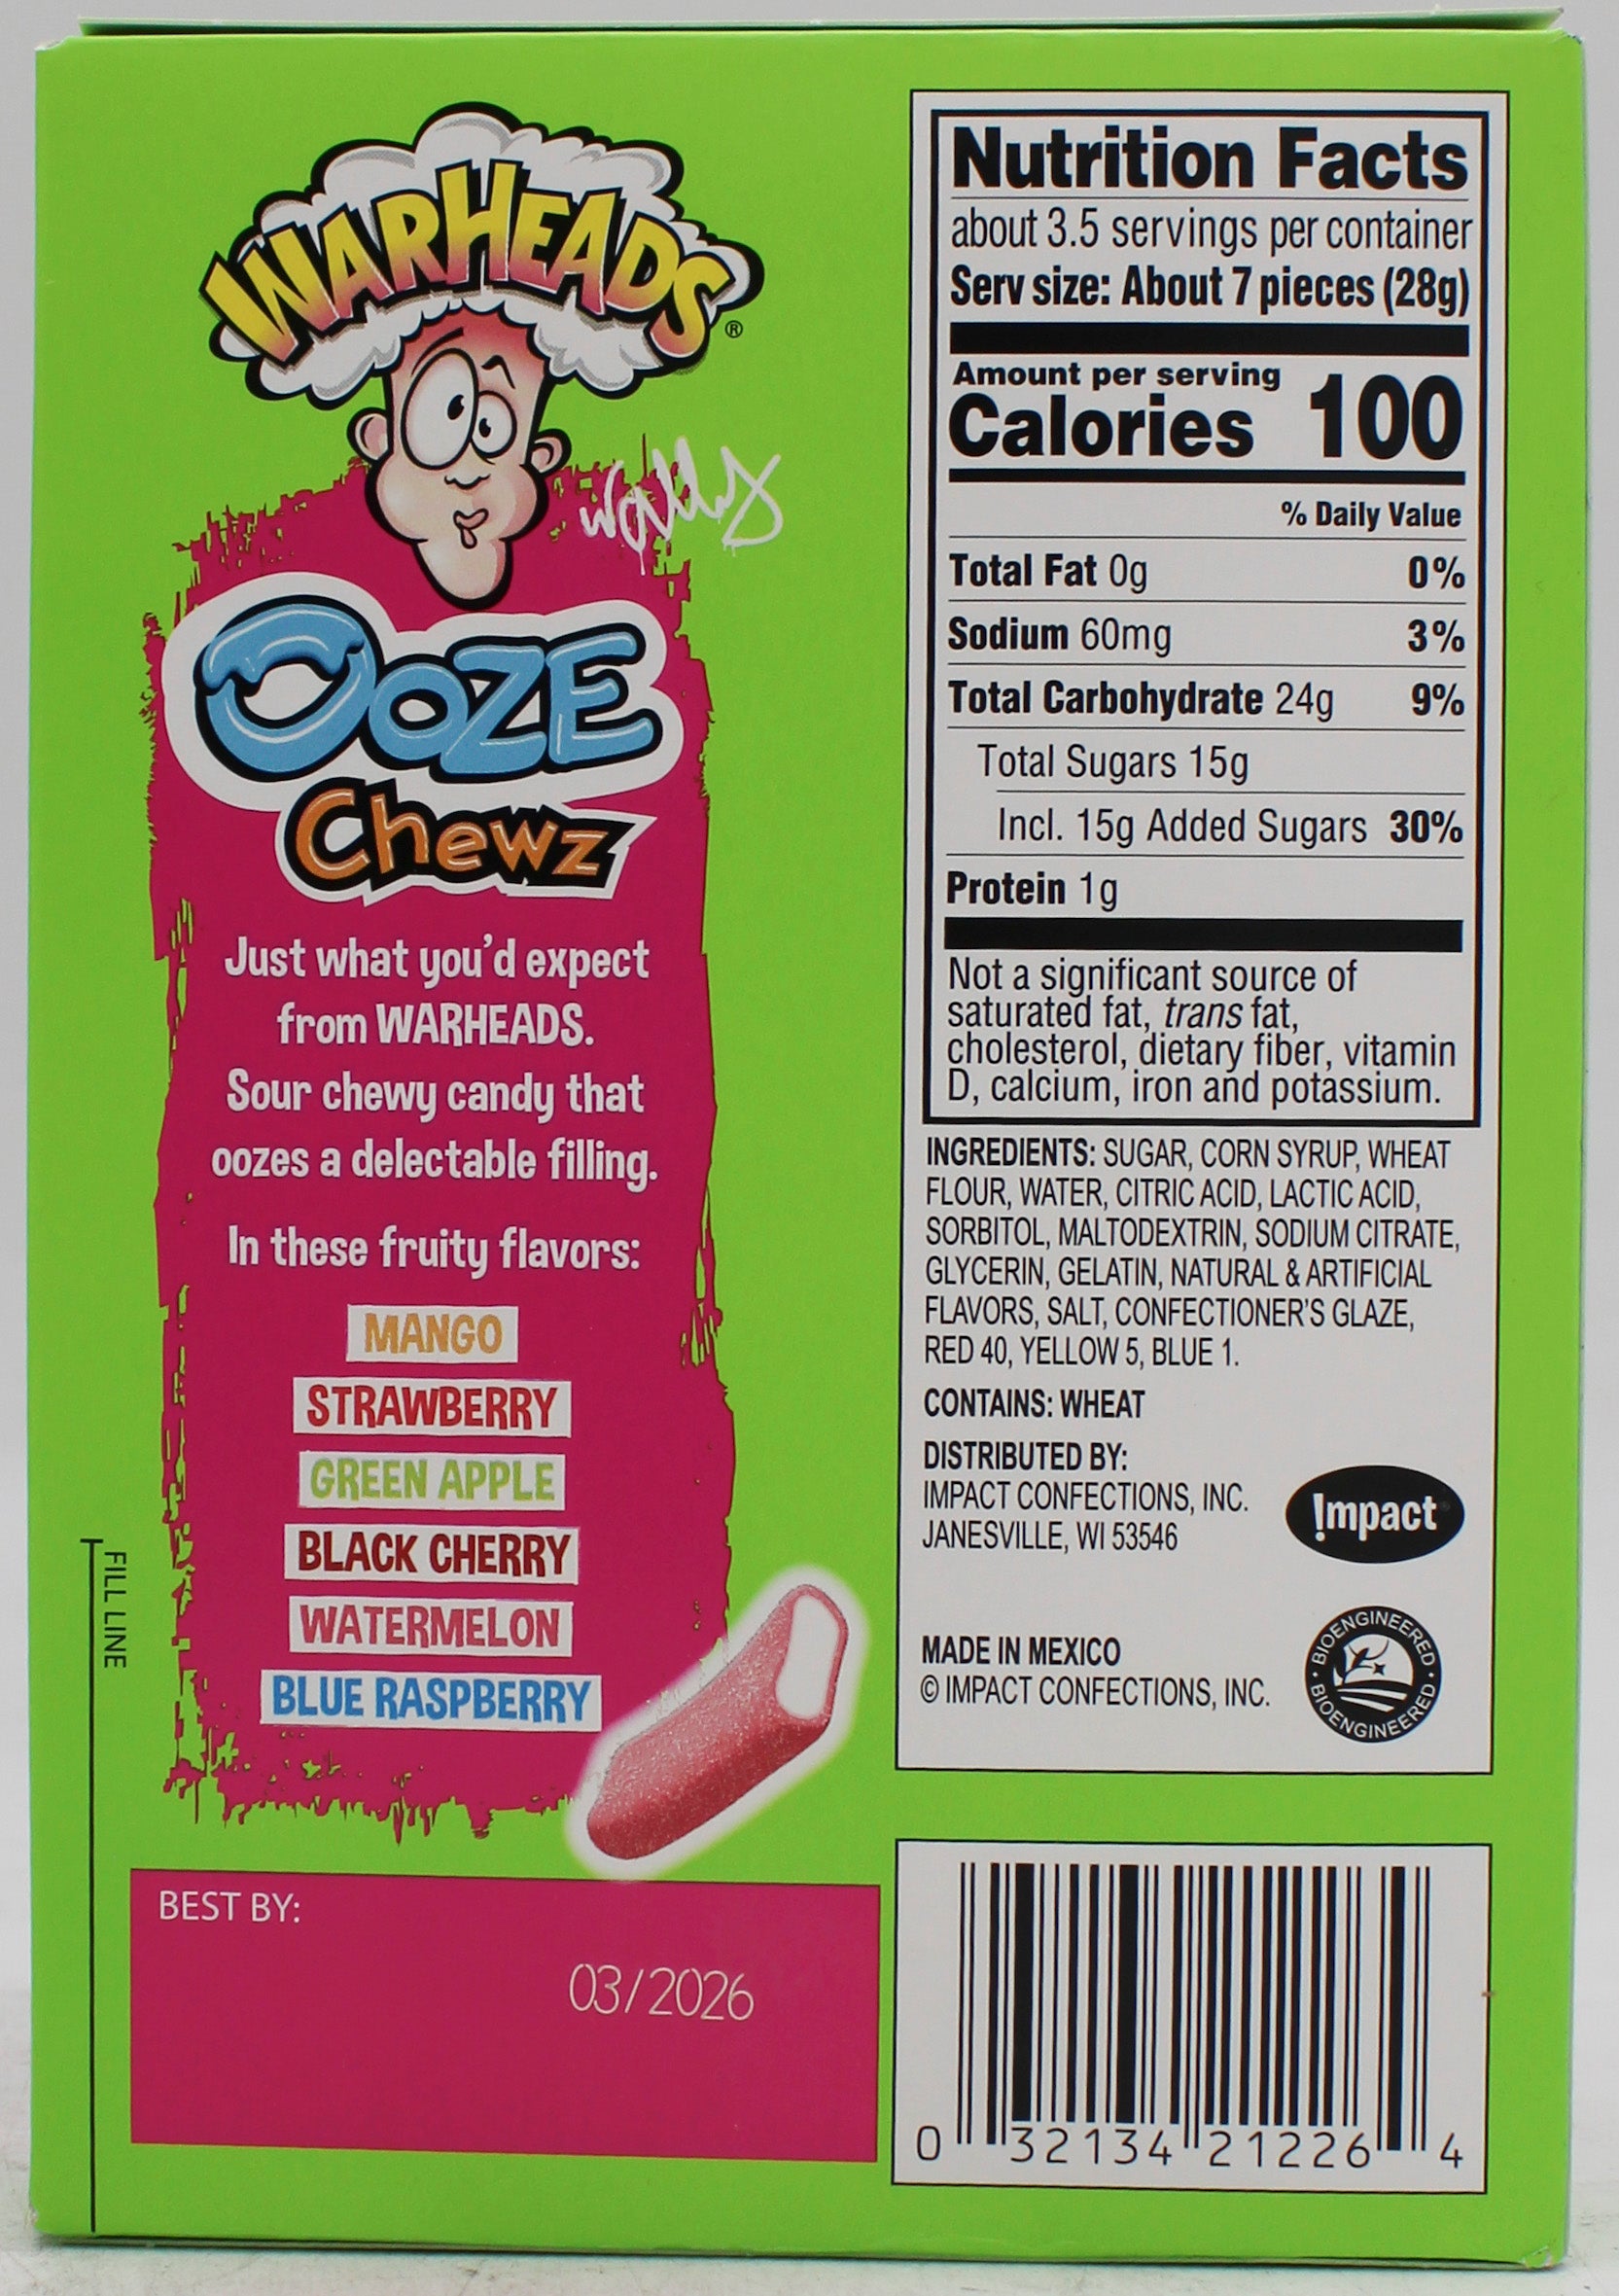 WARHEADS®
Wally
OOZE
Chewz
Just what you'd expect
from WARHEADS.
Sour chewy candy that
oozes a delectable filling.
In these fruity flavors:
MANGO
STRAWBERRY
GREEN APPLE
BLACK CHERRY
WATERMELON
BLUE RASPBERRY
FILL LINE
BEST BY:
03/2026
Nutrition Facts
about 3.5 servings per container
Serv size: About 7 pieces (28g)
Amount per serving
Calories 100
% Daily Value
Total Fat 0g 0%
Sodium 60mg 3%
Total Carbohydrate 24g 9%
Total Sugars 15g
Incl. 15g Added Sugars 30%
Protein 1g
Not a significant source of
saturated fat, trans fat,
cholesterol, dietary fiber, vitamin
D, calcium, iron and potassium.
INGREDIENTS: SUGAR, CORN SYRUP, WHEAT
FLOUR, WATER, CITRIC ACID, LACTIC ACID,
SORBITOL, MALTODEXTRIN, SODIUM CITRATE,
GLYCERIN, GELATIN, NATURAL & ARTIFICIAL
FLAVORS, SALT, CONFECTIONER'S GLAZE,
RED 40, YELLOW 5, BLUE 1.
CONTAINS: WHEAT
DISTRIBUTED BY:
IMPACT CONFECTIONS, INC.
JANESVILLE, WI 53546
!mpact
MADE IN MEXICO
© IMPACT CONFECTIONS, INC.
BIOENGINEERED • BIOENGINEERED •
0 32134 21226 4